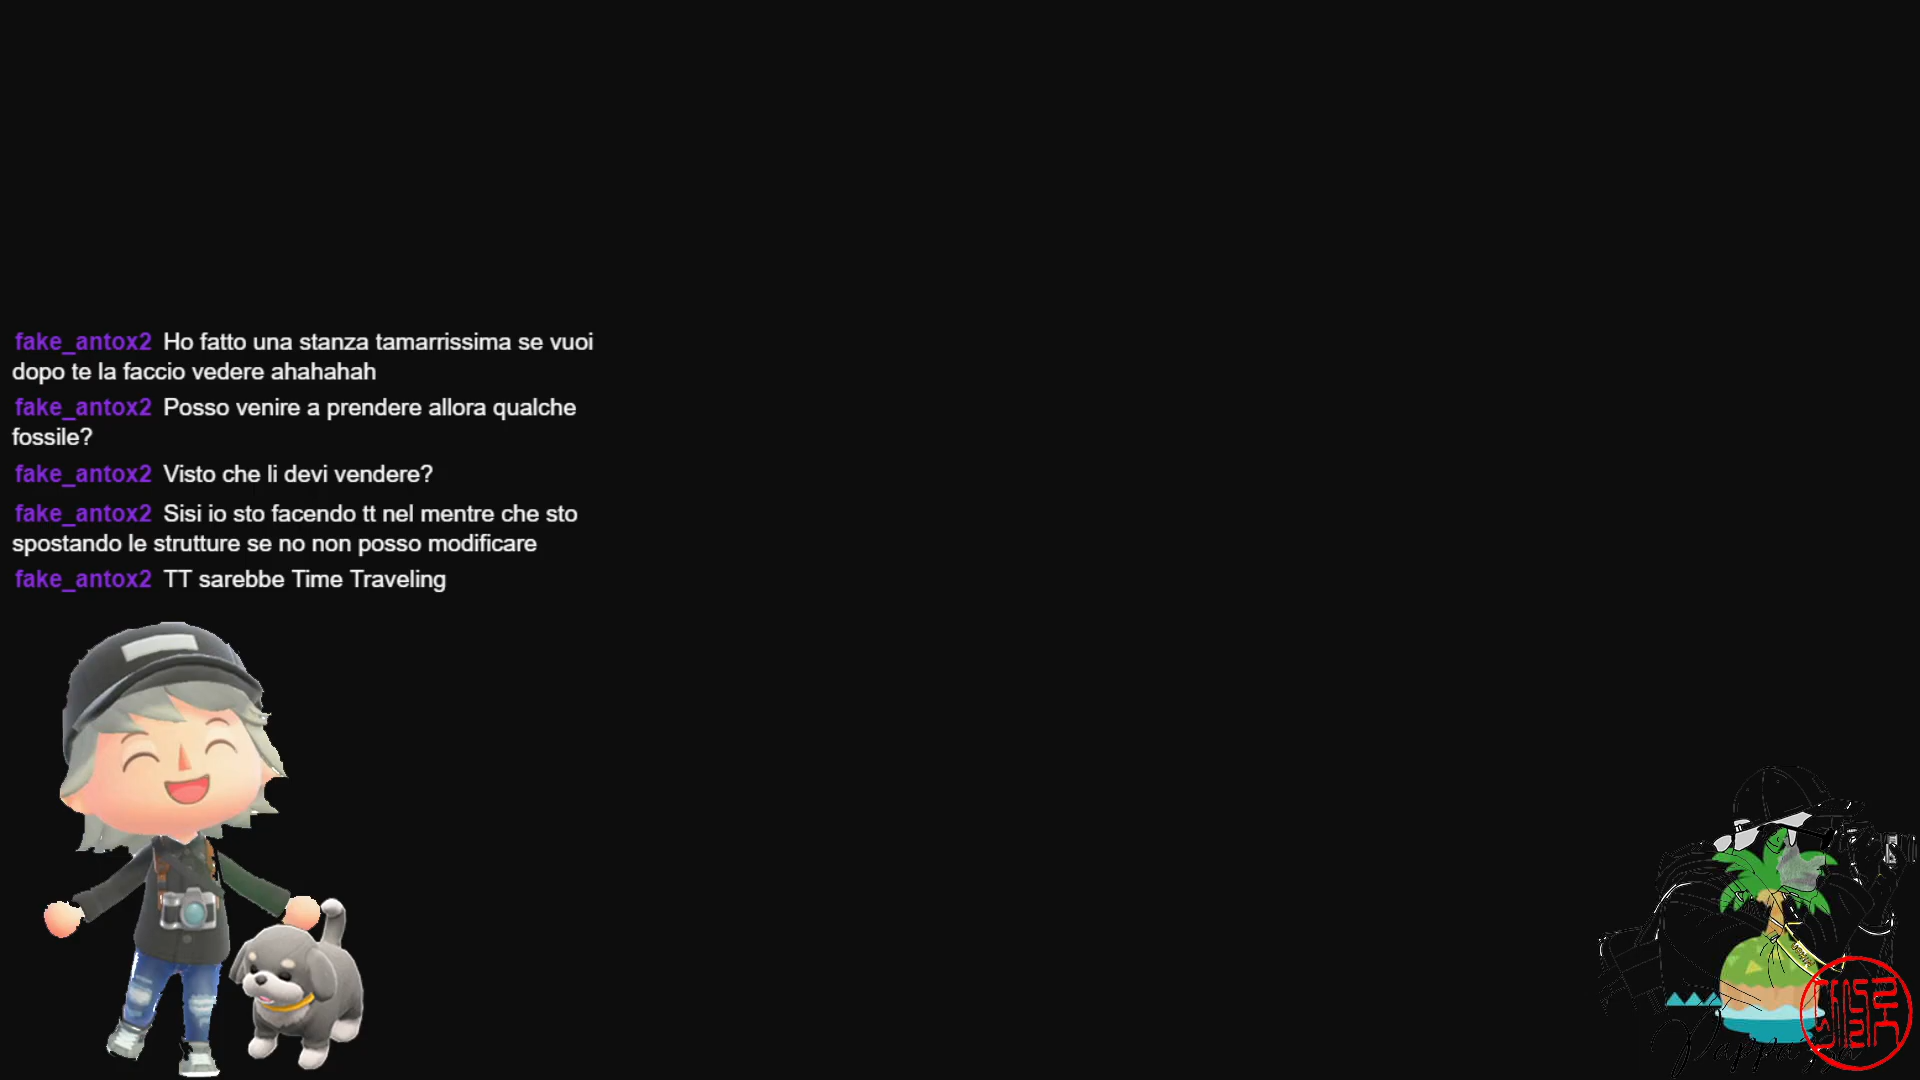 fake_antox2 Ho fatto una stanza tamarrissima se vuoi
dopo te la faccio vedere ahahahah
fake_antox2 Posso venire a prendere allora qualche
fossile?
fake_antox2 Visto che li devi vendere?
fake_antox2 Sisi io sto facendo tt nel mentre che sto
spostando le strutture se no non posso modificare
fake_antox2 TT sarebbe Time Traveling